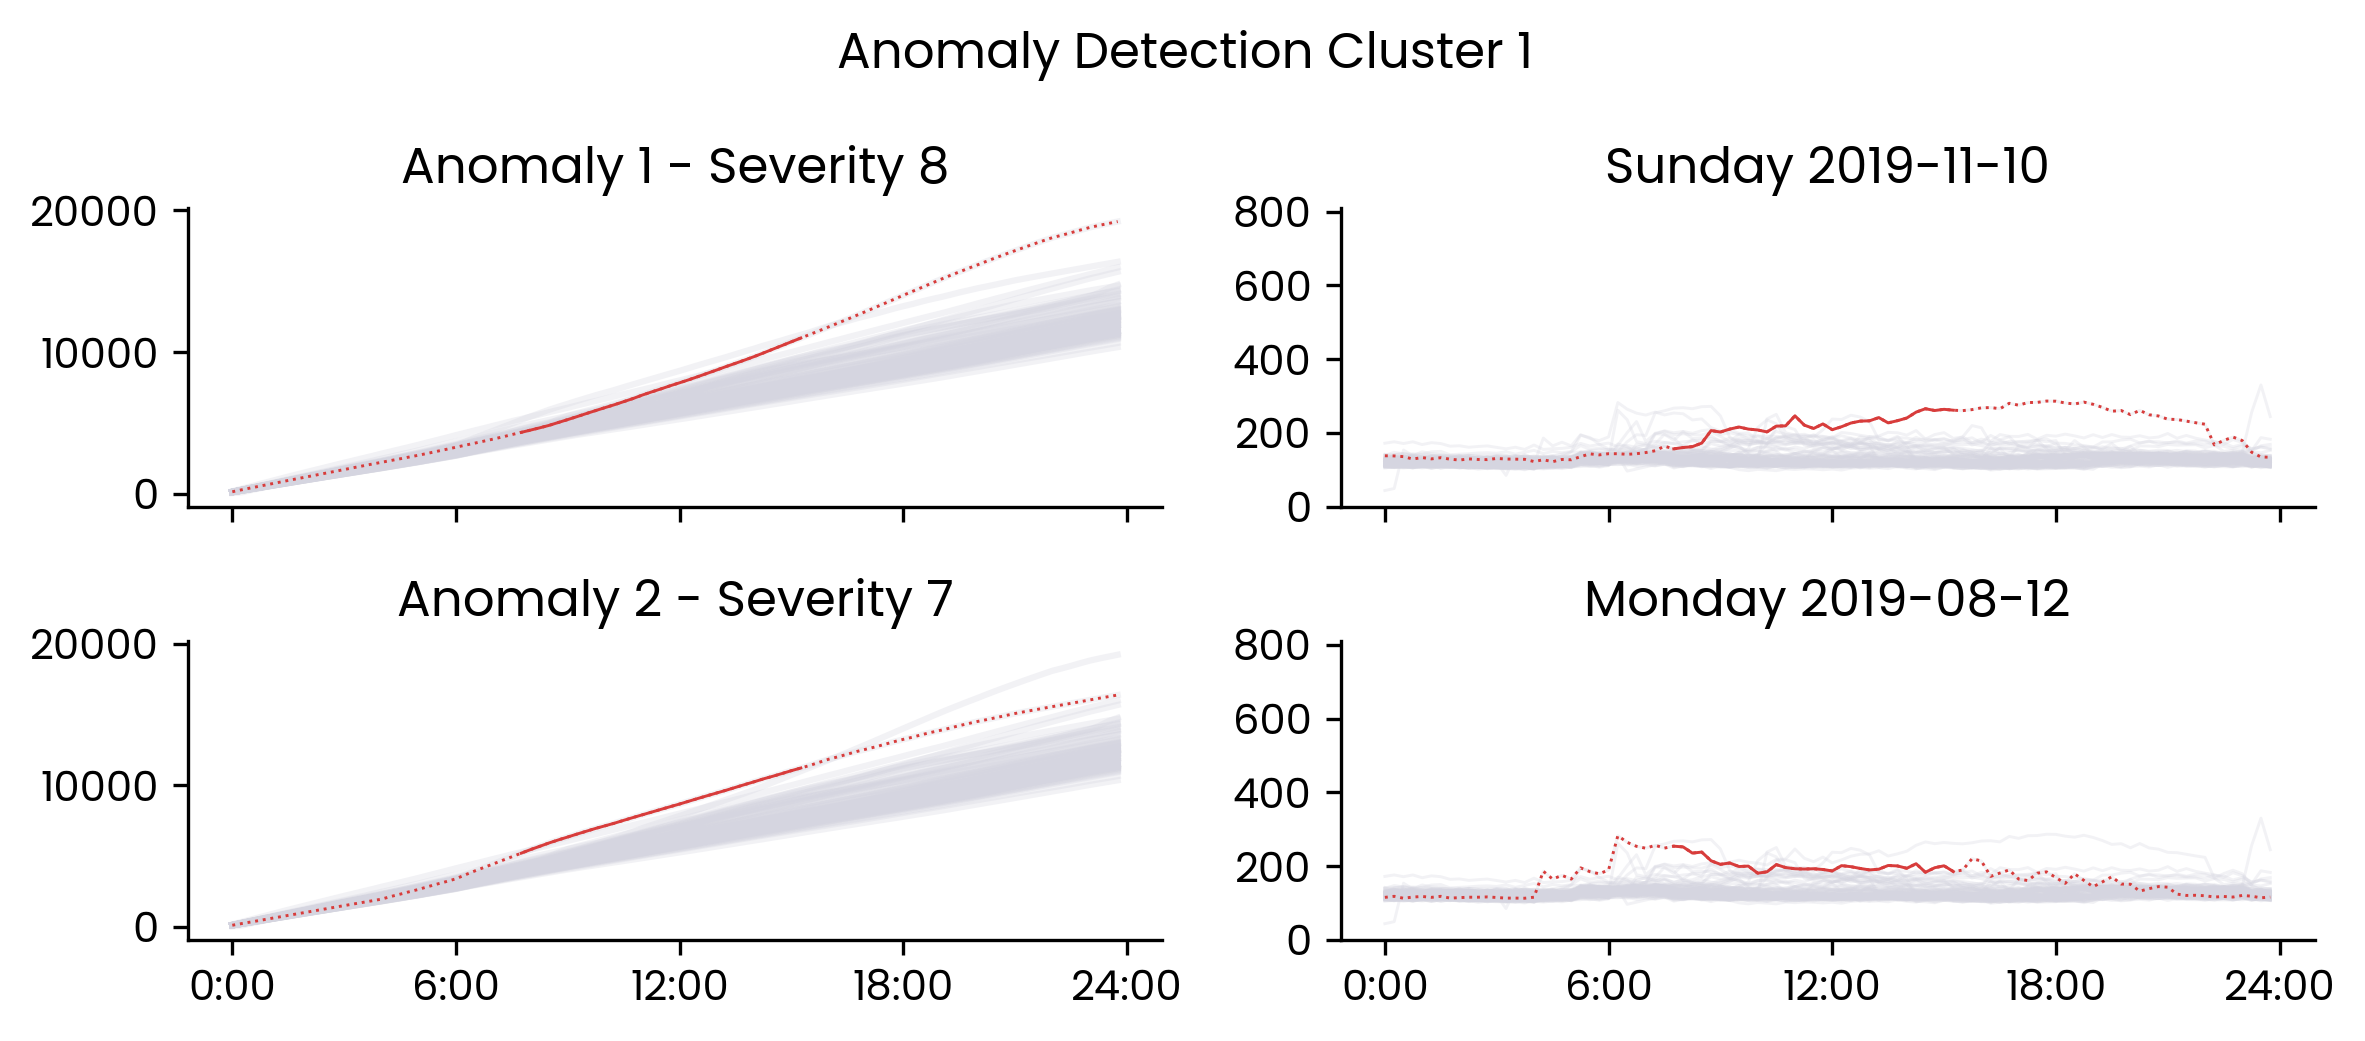 Anomaly Detection Cluster 1
Anomaly 1 - Severity 8
Sunday 2019-11-10
20000
10000
0
800
600
400
200
0
Anomaly 2 - Severity 7
Monday 2019-08-12
20000
10000
0
0:00 6:00 12:00 18:00 24:00
800
600
400
200
0
0:00 6:00 12:00 18:00 24:00